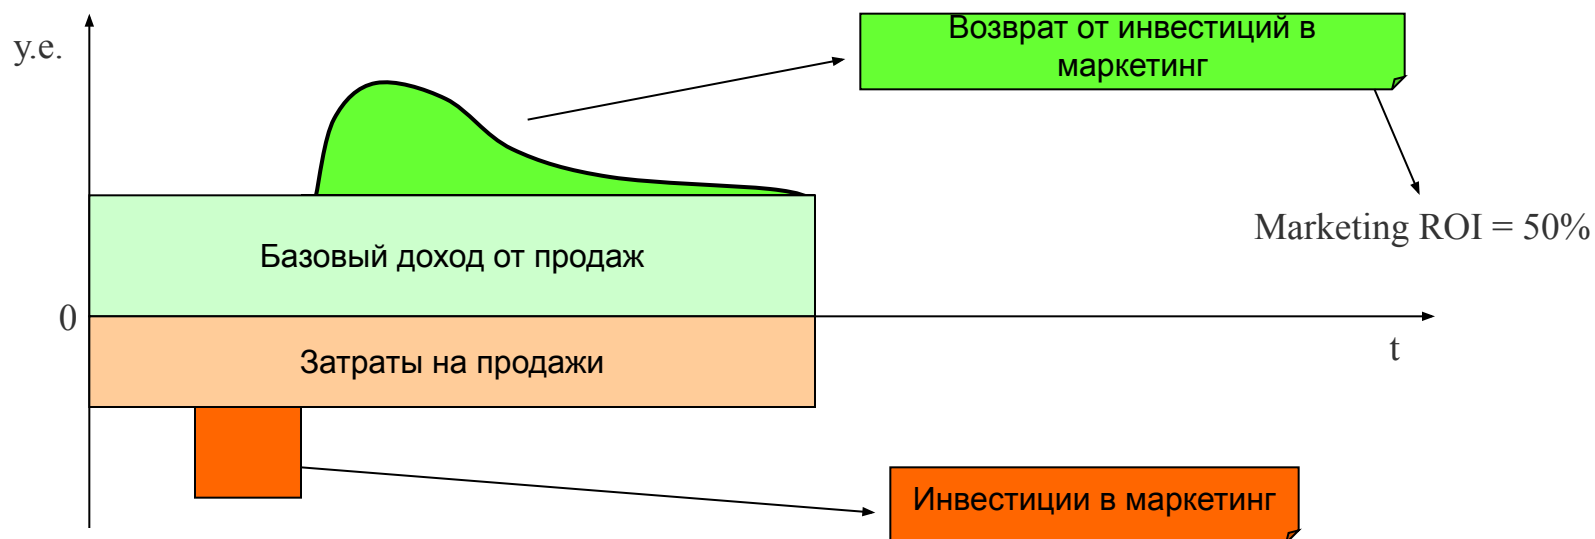 у.е.
Возврат от инвестиций в
маркетинг
Marketing ROI = 50%
Базовый доход от продаж
0
t
Затраты на продажи
Инвестиции в маркетинг